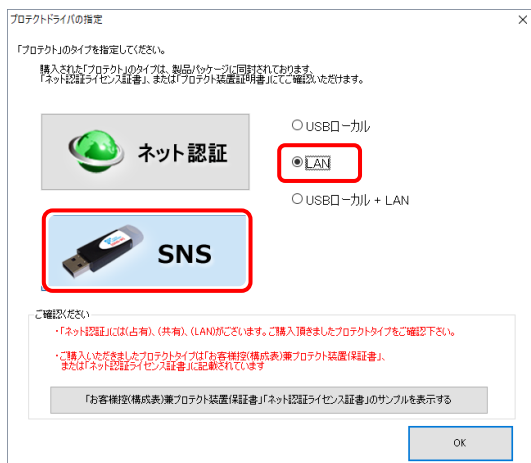 プロテクトドライバの指定
「プロテクト」のタイプを指定してください。
購入された「プロテクト」のタイプは、製品パッケージに同封されております、
「ネット認証ライセンス証書」、または「プロテクト装置証明書」にてご確認いただけます。
ネット認証
USBローカル
LAN
USBローカル + LAN
SNS
ご確認ください
・「ネット認証」には(占有)、(共有)、(LAN)がございます。ご購入頂きましたプロテクトタイプをご確認下さい。
・ご購入いただきましたプロテクトタイプは「お客様控(構成表)兼プロテクト装置保証書」、
または「ネット認証ライセンス証書」に記載されています
「お客様控(構成表)兼プロテクト装置保証書」「ネット認証ライセンス証書」のサンプルを表示する
OK